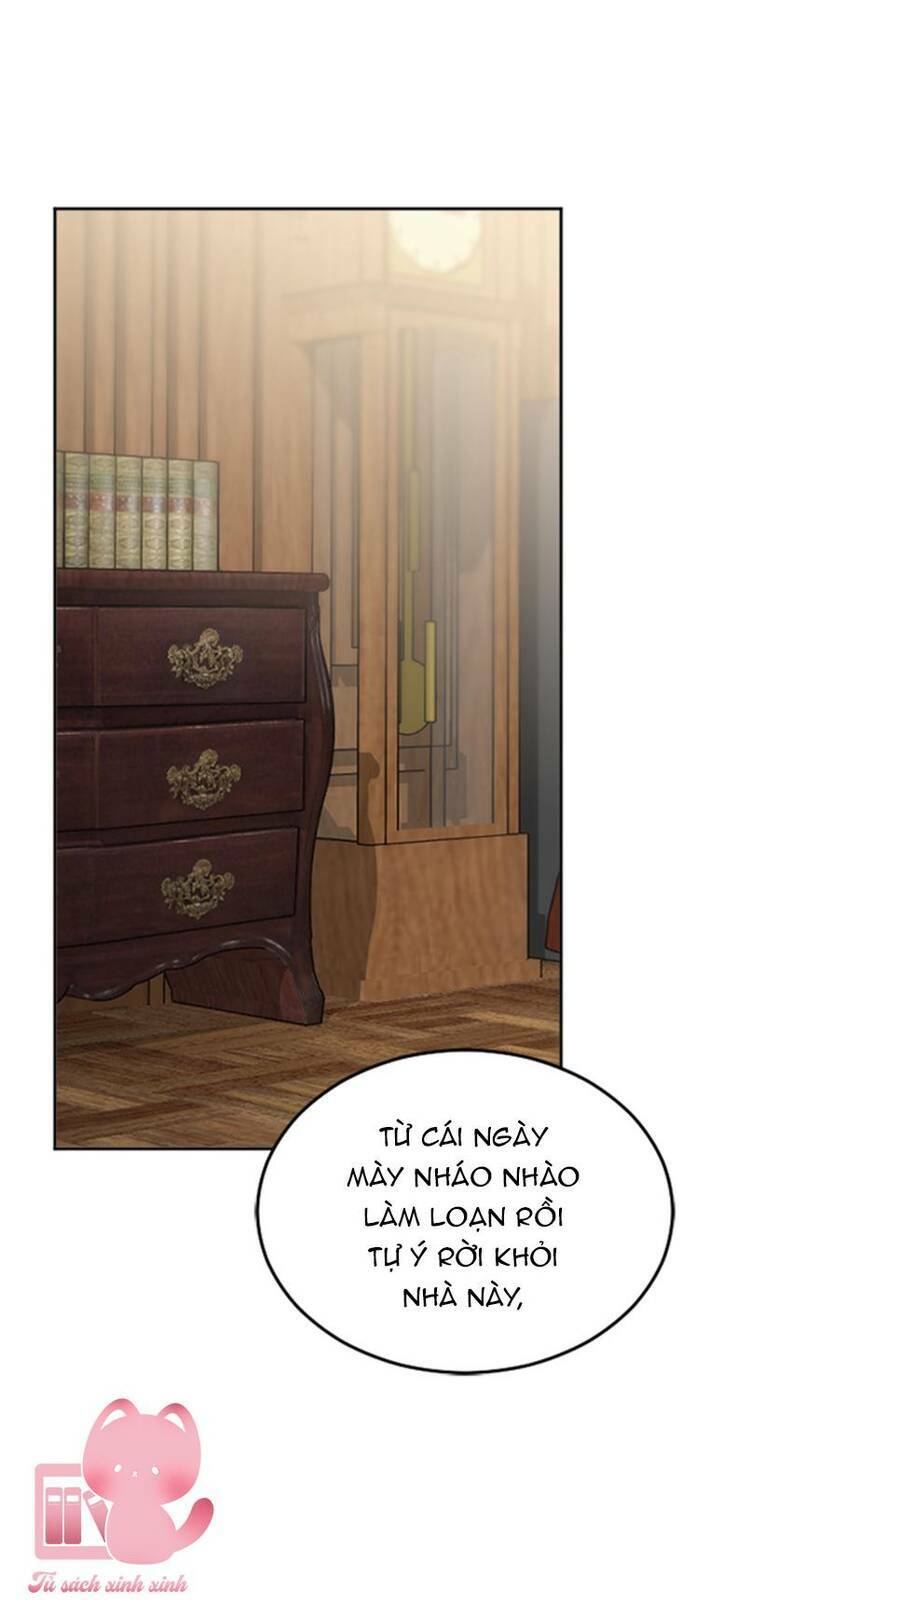 TỪ CÁI NGÀY
MÀY NHÁO NHÀO
LÀM LOẠN RỒI
TỰ Ý RỜI KHỎI
NHÀ NÀY,
Tủ sách xinh xinh